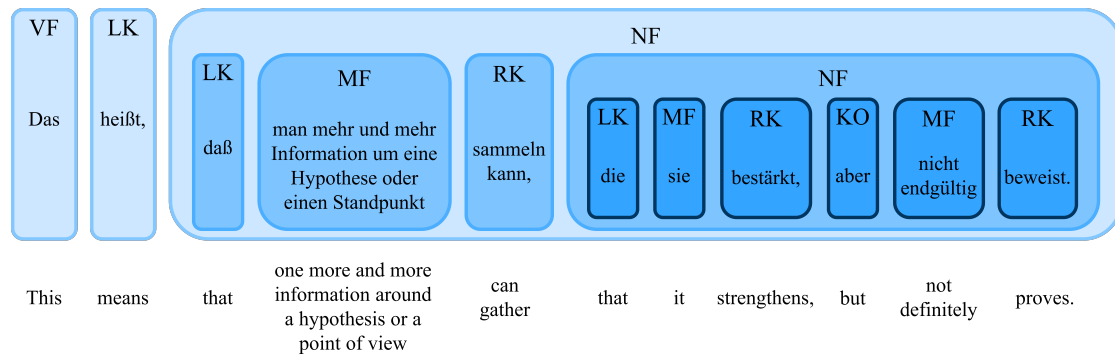 VF
LK
NF
LK
MF
RK
NF
LK
MF
RK
KO
MF
RK
Das
heißt,
daß
man mehr und mehr
Information um eine
Hypothese oder
einen Standpunkt
sammeln
kann,
die
sie
bestärkt,
aber
nicht
endgültig
beweist.
This
means
that
one more and more
information around
a hypothesis or a
point of view
can
gather
that
it
strengthens,
but
not
definitely
proves.